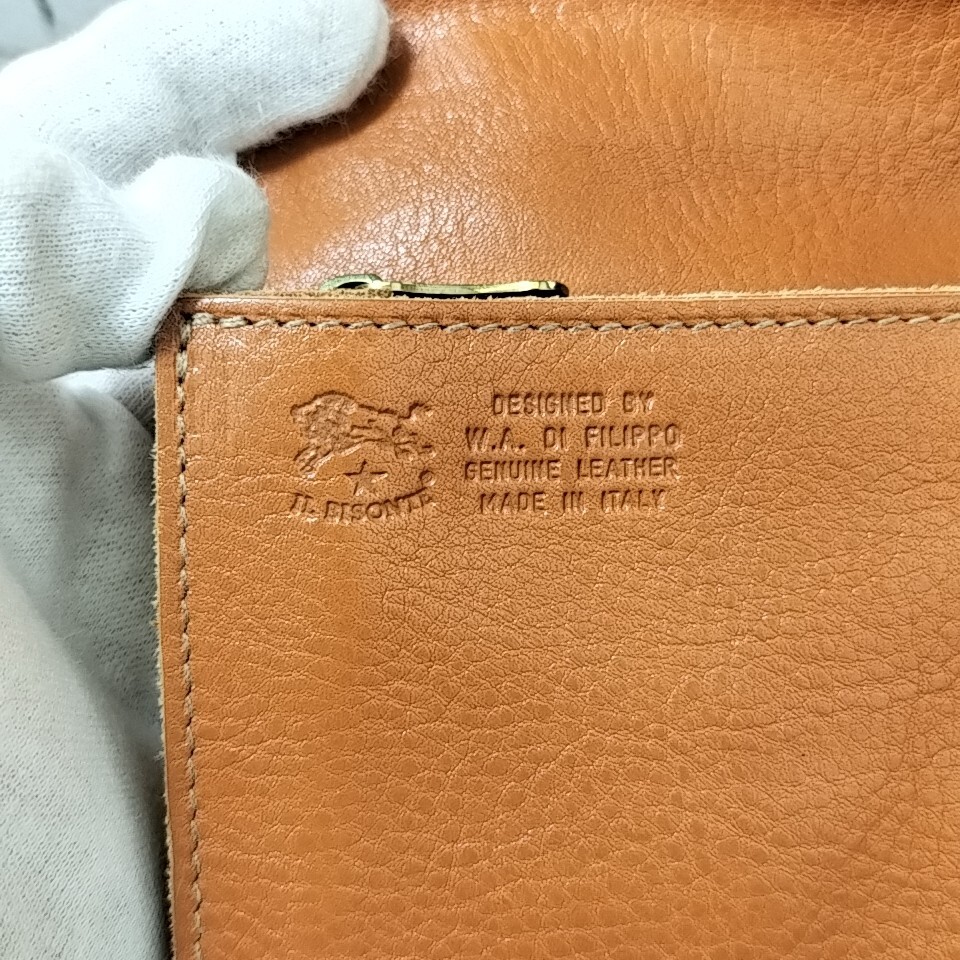 IL BISONTE
DESIGNED BY
W.A. DI FILIPPO
GENUINE LEATHER
MADE IN ITALY